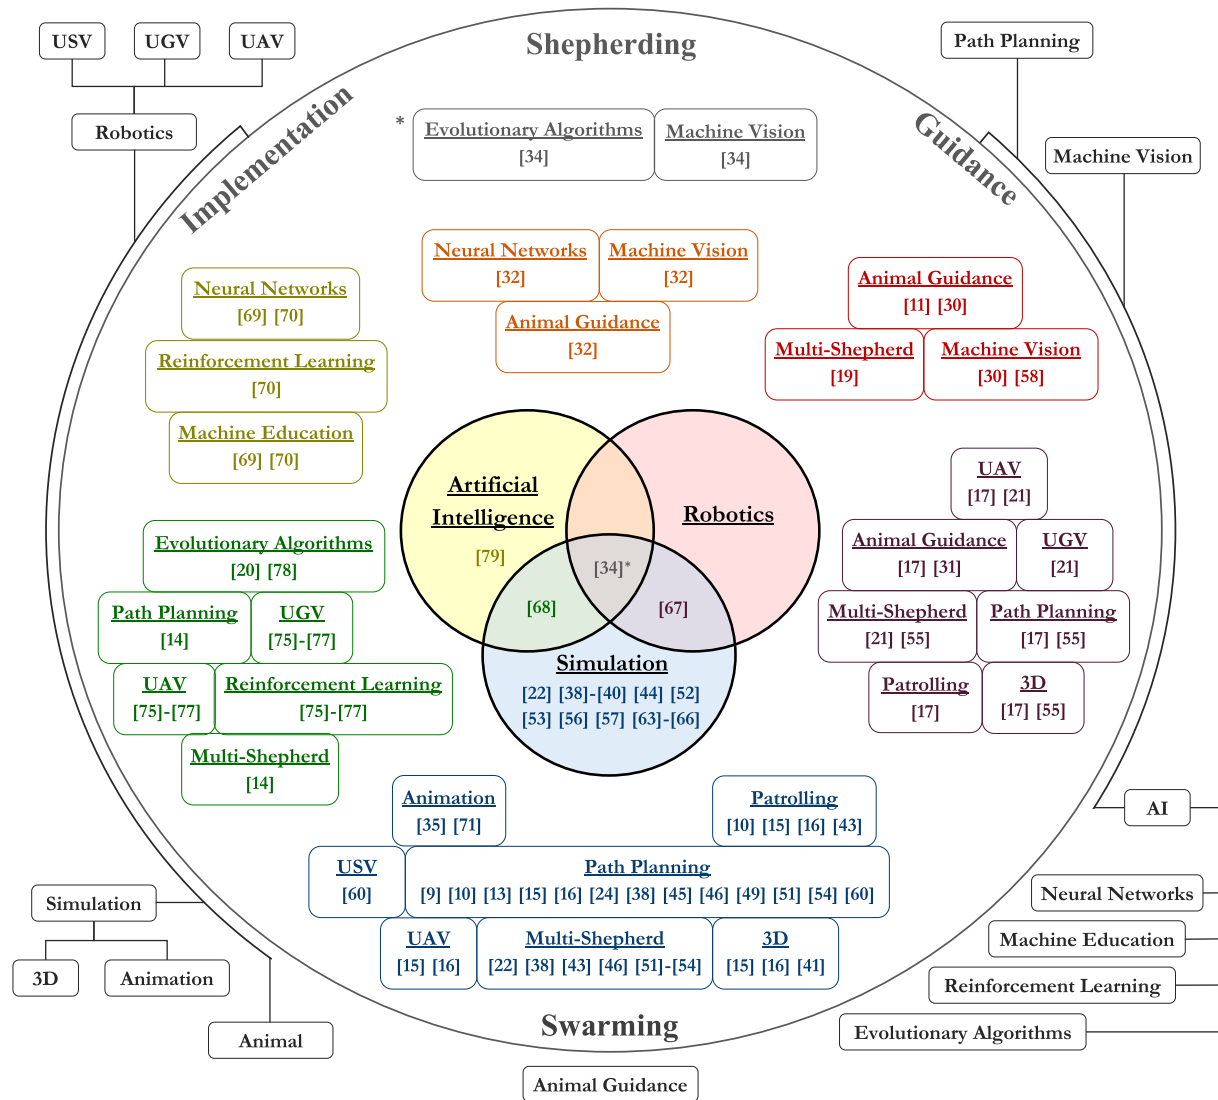 Shepherding
USV
UGV
UAV
Robotics
Implementation
Guidance
Path Planning
Machine Vision
*
Evolutionary Algorithms
[34]
Machine Vision
[34]
Neural Networks
[32]
Machine Vision
[32]
Animal Guidance
[32]
Neural Networks
[69] [70]
Reinforcement Learning
[70]
Machine Education
[69] [70]
Animal Guidance
[11] [30]
Multi-Shepherd
[19]
Machine Vision
[30] [58]
Artificial
Intelligence
[79]
Robotics
[34]*
[68]
[67]
Simulation
[22] [38]-[40] [44] [52]
[53] [56] [57] [63]-[66]
UAV
[17] [21]
Animal Guidance
[17] [31]
UGV
[21]
Multi-Shepherd
[21] [55]
Path Planning
[17] [55]
Patrolling
[17]
3D
[17] [55]
Evolutionary Algorithms
[20] [78]
Path Planning
[14]
UGV
[75]-[77]
UAV
[75]-[77]
Reinforcement Learning
[75]-[77]
Multi-Shepherd
[14]
Animation
[35] [71]
Patrolling
[10] [15] [16] [43]
USV
[60]
Path Planning
[9] [10] [13] [15] [16] [24] [38] [45] [46] [49] [51] [54] [60]
UAV
[15] [16]
Multi-Shepherd
[22] [38] [43] [46] [51]-[54]
3D
[15] [16] [41]
Simulation
3D
Animation
Animal
Swarming
Animal Guidance
AI
Neural Networks
Machine Education
Reinforcement Learning
Evolutionary Algorithms